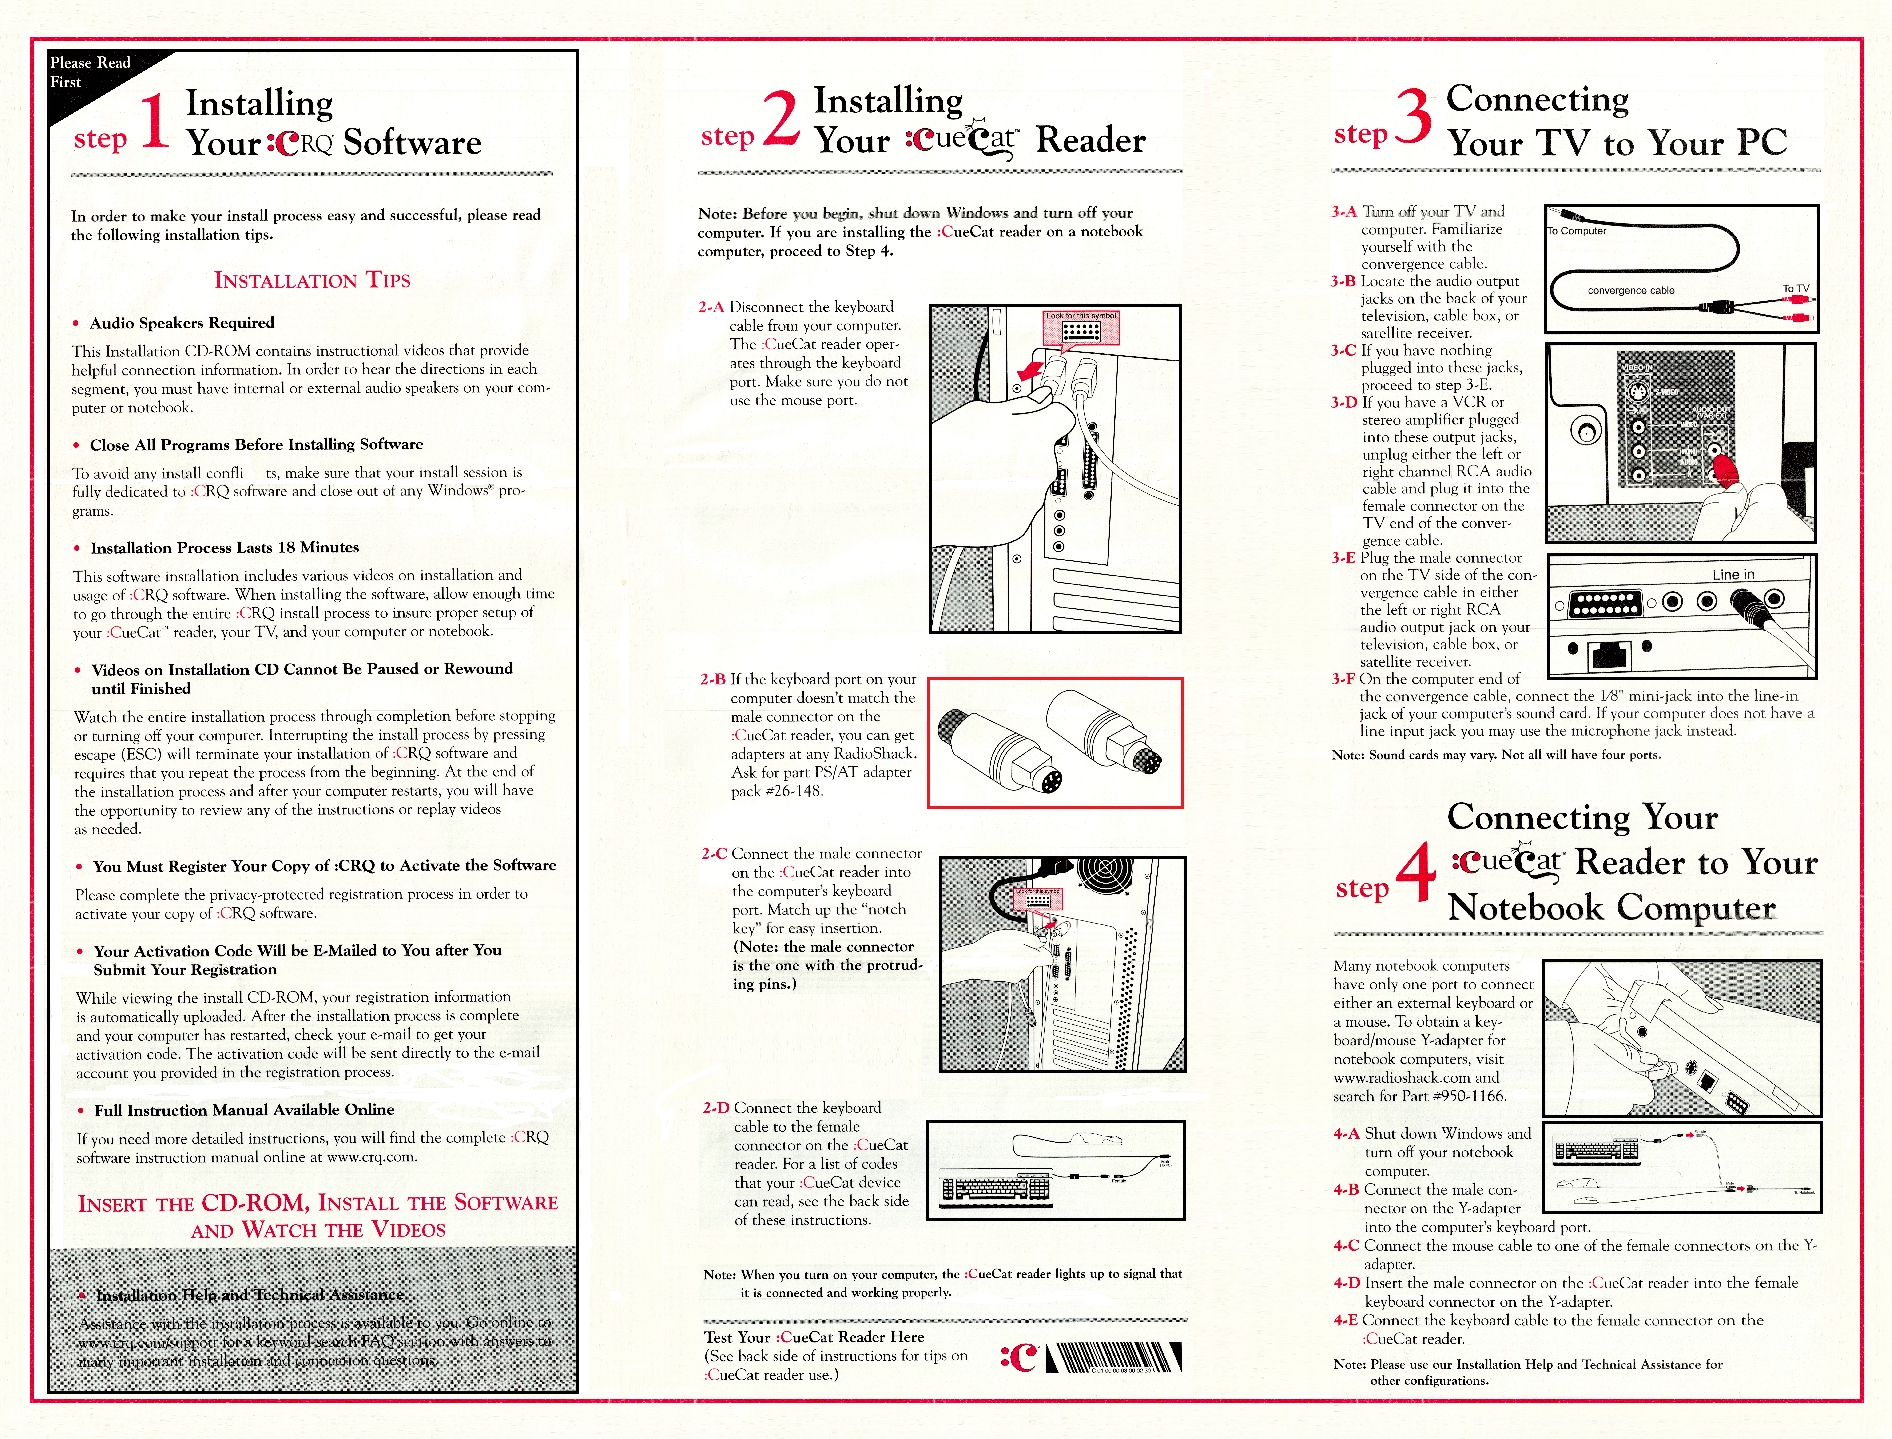 Please Read
First
step 1 Installing
Your :CRQ Software
In order to make your install process easy and successful, please read
the following installation tips.
INSTALLATION TIPS
• Audio Speakers Required
This Installation CD-ROM contains instructional videos that provide
helpful connection information. In order to hear the directions in each
segment, you must have internal or external audio speakers on your com-
puter or notebook.
• Close All Programs Before Installing Software
To avoid any install confli ts, make sure that your install session is
fully dedicated to :CRQ software and close out of any Windows® pro-
grams.
• Installation Process Lasts 18 Minutes
This software installation includes various videos on installation and
usage of :CRQ software. When installing the software, allow enough time
to go through the entire :CRQ install process to insure proper setup of
your :CueCat™ reader, your TV, and your computer or notebook.
• Videos on Installation CD Cannot Be Paused or Rewound
until Finished
Watch the entire installation process through completion before stopping
or turning off your computer. Interrupting the install process by pressing
escape (ESC) will terminate your installation of :CRQ software and
requires that you repeat the process from the beginning. At the end of
the installation process and after your computer restarts, you will have
the opportunity to review any of the instructions or replay videos
as needed.
• You Must Register Your Copy of :CRQ to Activate the Software
Please complete the privacy-protected registration process in order to
activate your copy of :CRQ software.
• Your Activation Code Will be E-Mailed to You after You
Submit Your Registration
While viewing the install CD-ROM, your registration information
is automatically uploaded. After the installation process is complete
and your computer has restarted, check your e-mail to get your
activation code. The activation code will be sent directly to the e-mail
account you provided in the registration process.
• Full Instruction Manual Available Online
If you need more detailed instructions, you will find the complete :CRQ
software instruction manual online at www.crq.com.
INSERT THE CD-ROM, INSTALL THE SOFTWARE
AND WATCH THE VIDEOS
• Installation Help and Technical Assistance
Assistance with the installation process is available to you. Go online to
www.crq.com/support for a keyword search FAQ station with answers to
many important installation and connection questions.
step 2 Installing
Your :CueCat™ Reader
Note: Before you begin, shut down Windows and turn off your
computer. If you are installing the :CueCat reader on a notebook
computer, proceed to Step 4.
2-A Disconnect the keyboard
cable from your computer.
The :CueCat reader oper-
ates through the keyboard
port. Make sure you do not
use the mouse port.
Look for this symbol
2-B If the keyboard port on your
computer doesn't match the
male connector on the
:CueCat reader, you can get
adapters at any RadioShack.
Ask for part PS/AT adapter
pack #26-148.
2-C Connect the male connector
on the :CueCat reader into
the computer's keyboard
port. Match up the "notch
key" for easy insertion.
(Note: the male connector
is the one with the protrud-
ing pins.)
Look for this symbol
2-D Connect the keyboard
cable to the female
connector on the :CueCat
reader. For a list of codes
that your :CueCat device
can read, see the back side
of these instructions.
Female
Note: When you turn on your computer, the :CueCat reader lights up to signal that
it is connected and working properly.
Test Your :CueCat Reader Here
(See back side of instructions for tips on
:CueCat reader use.)
:C
step 3 Connecting
Your TV to Your PC
3-A Turn off your TV and
computer. Familiarize
yourself with the
convergence cable.
3-B Locate the audio output
jacks on the back of your
television, cable box, or
satellite receiver.
3-C If you have nothing
plugged into these jacks,
proceed to step 3-E.
3-D If you have a VCR or
stereo amplifier plugged
into these output jacks,
unplug either the left or
right channel RCA audio
cable and plug it into the
female connector on the
TV end of the conver-
gence cable.
3-E Plug the male connector
on the TV side of the con-
vergence cable in either
the left or right RCA
audio output jack on your
television, cable box, or
satellite receiver.
3-F On the computer end of
the convergence cable, connect the 1/8" mini-jack into the line-in
jack of your computer's sound card. If your computer does not have a
line input jack you may use the microphone jack instead.
To Computer
convergence cable
To TV
VIDEO IN
Line in
Note: Sound cards may vary. Not all will have four ports.
step 4 Connecting Your
:CueCat™ Reader to Your
Notebook Computer
Many notebook computers
have only one port to connect
either an external keyboard or
a mouse. To obtain a key-
board/mouse Y-adapter for
notebook computers, visit
www.radioshack.com and
search for Part #950-1166.
4-A Shut down Windows and
turn off your notebook
computer.
4-B Connect the male con-
nector on the Y-adapter
into the computer's keyboard port.
4-C Connect the mouse cable to one of the female connectors on the Y-
adapter.
4-D Insert the male connector on the :CueCat reader into the female
keyboard connector on the Y-adapter.
4-E Connect the keyboard cable to the female connector on the
:CueCat reader.
Note: Please use our Installation Help and Technical Assistance for
other configurations.